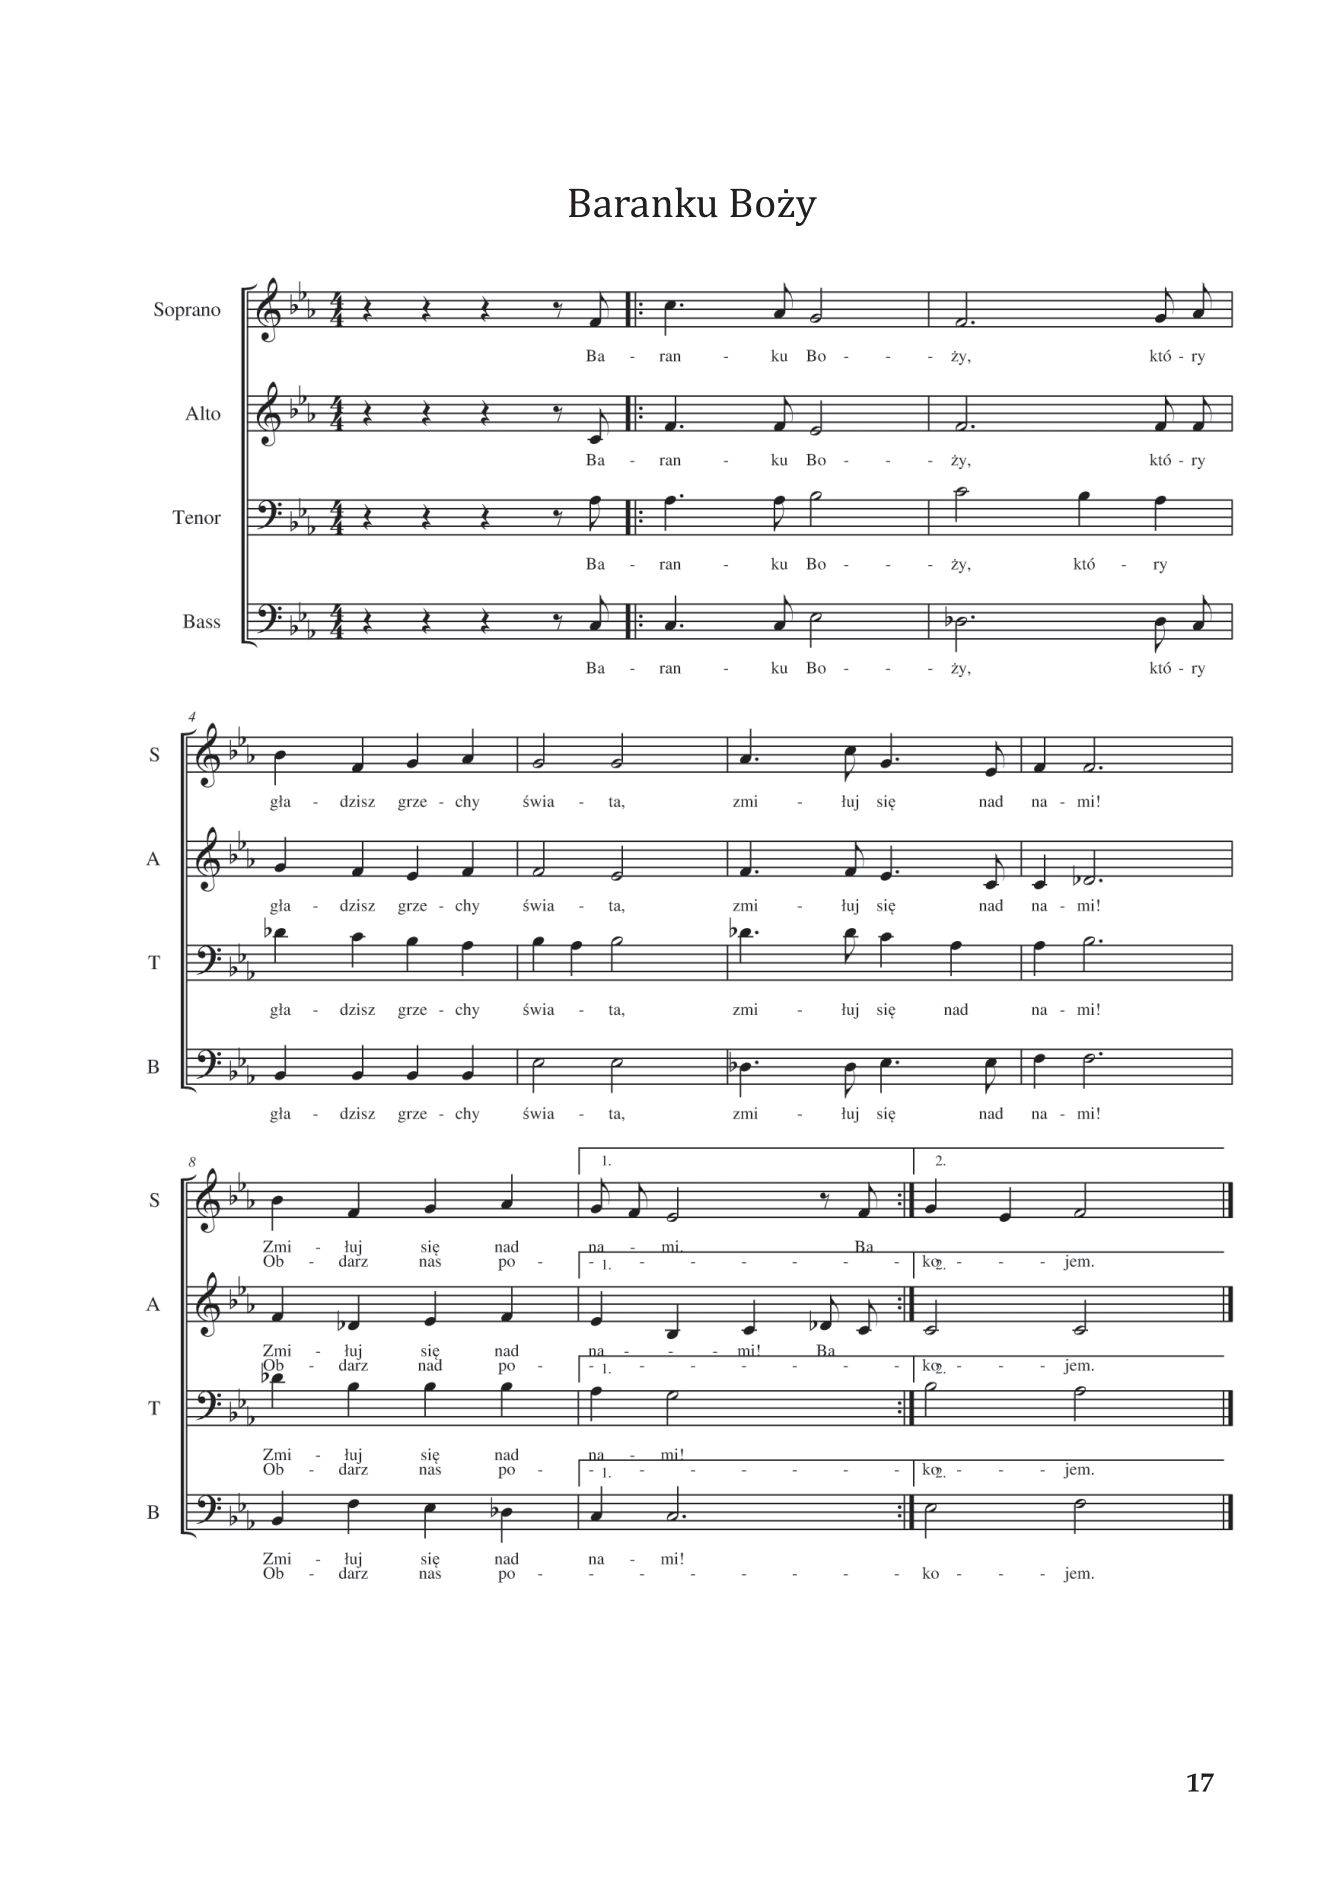 Baranku Boży
Soprano
Ba - ran - ku Bo - - - ży, któ - ry
Alto
Ba - ran - ku Bo - - - ży, któ - ry
Tenor
Ba - ran - ku Bo - - - ży, któ - ry
Bass
Ba - ran - ku Bo - - - ży, któ - ry
4
S
gła - dzisz grze - chy świa - ta, zmi - łuj się nad na - mi!
A
gła - dzisz grze - chy świa - ta, zmi - łuj się nad na - mi!
T
gła - dzisz grze - chy świa - ta, zmi - łuj się nad na - mi!
B
gła - dzisz grze - chy świa - ta, zmi - łuj się nad na - mi!
8
1. 2.
S
Zmi - łuj się nad na - mi. Ba
Ob - darz nas po - - - - - - - - ko - - - jem.
1. 2.
A
Zmi - łuj się nad na - - - mi! Ba
Ob - darz nad po - - - - - - - - ko - - - jem.
1. 2.
T
Zmi - łuj się nad na - mi!
Ob - darz nas po - - - - - - - - ko - - - jem.
1. 2.
B
Zmi - łuj się nad na - mi!
Ob - darz nas po - - - - - - - - ko - - - jem.
17